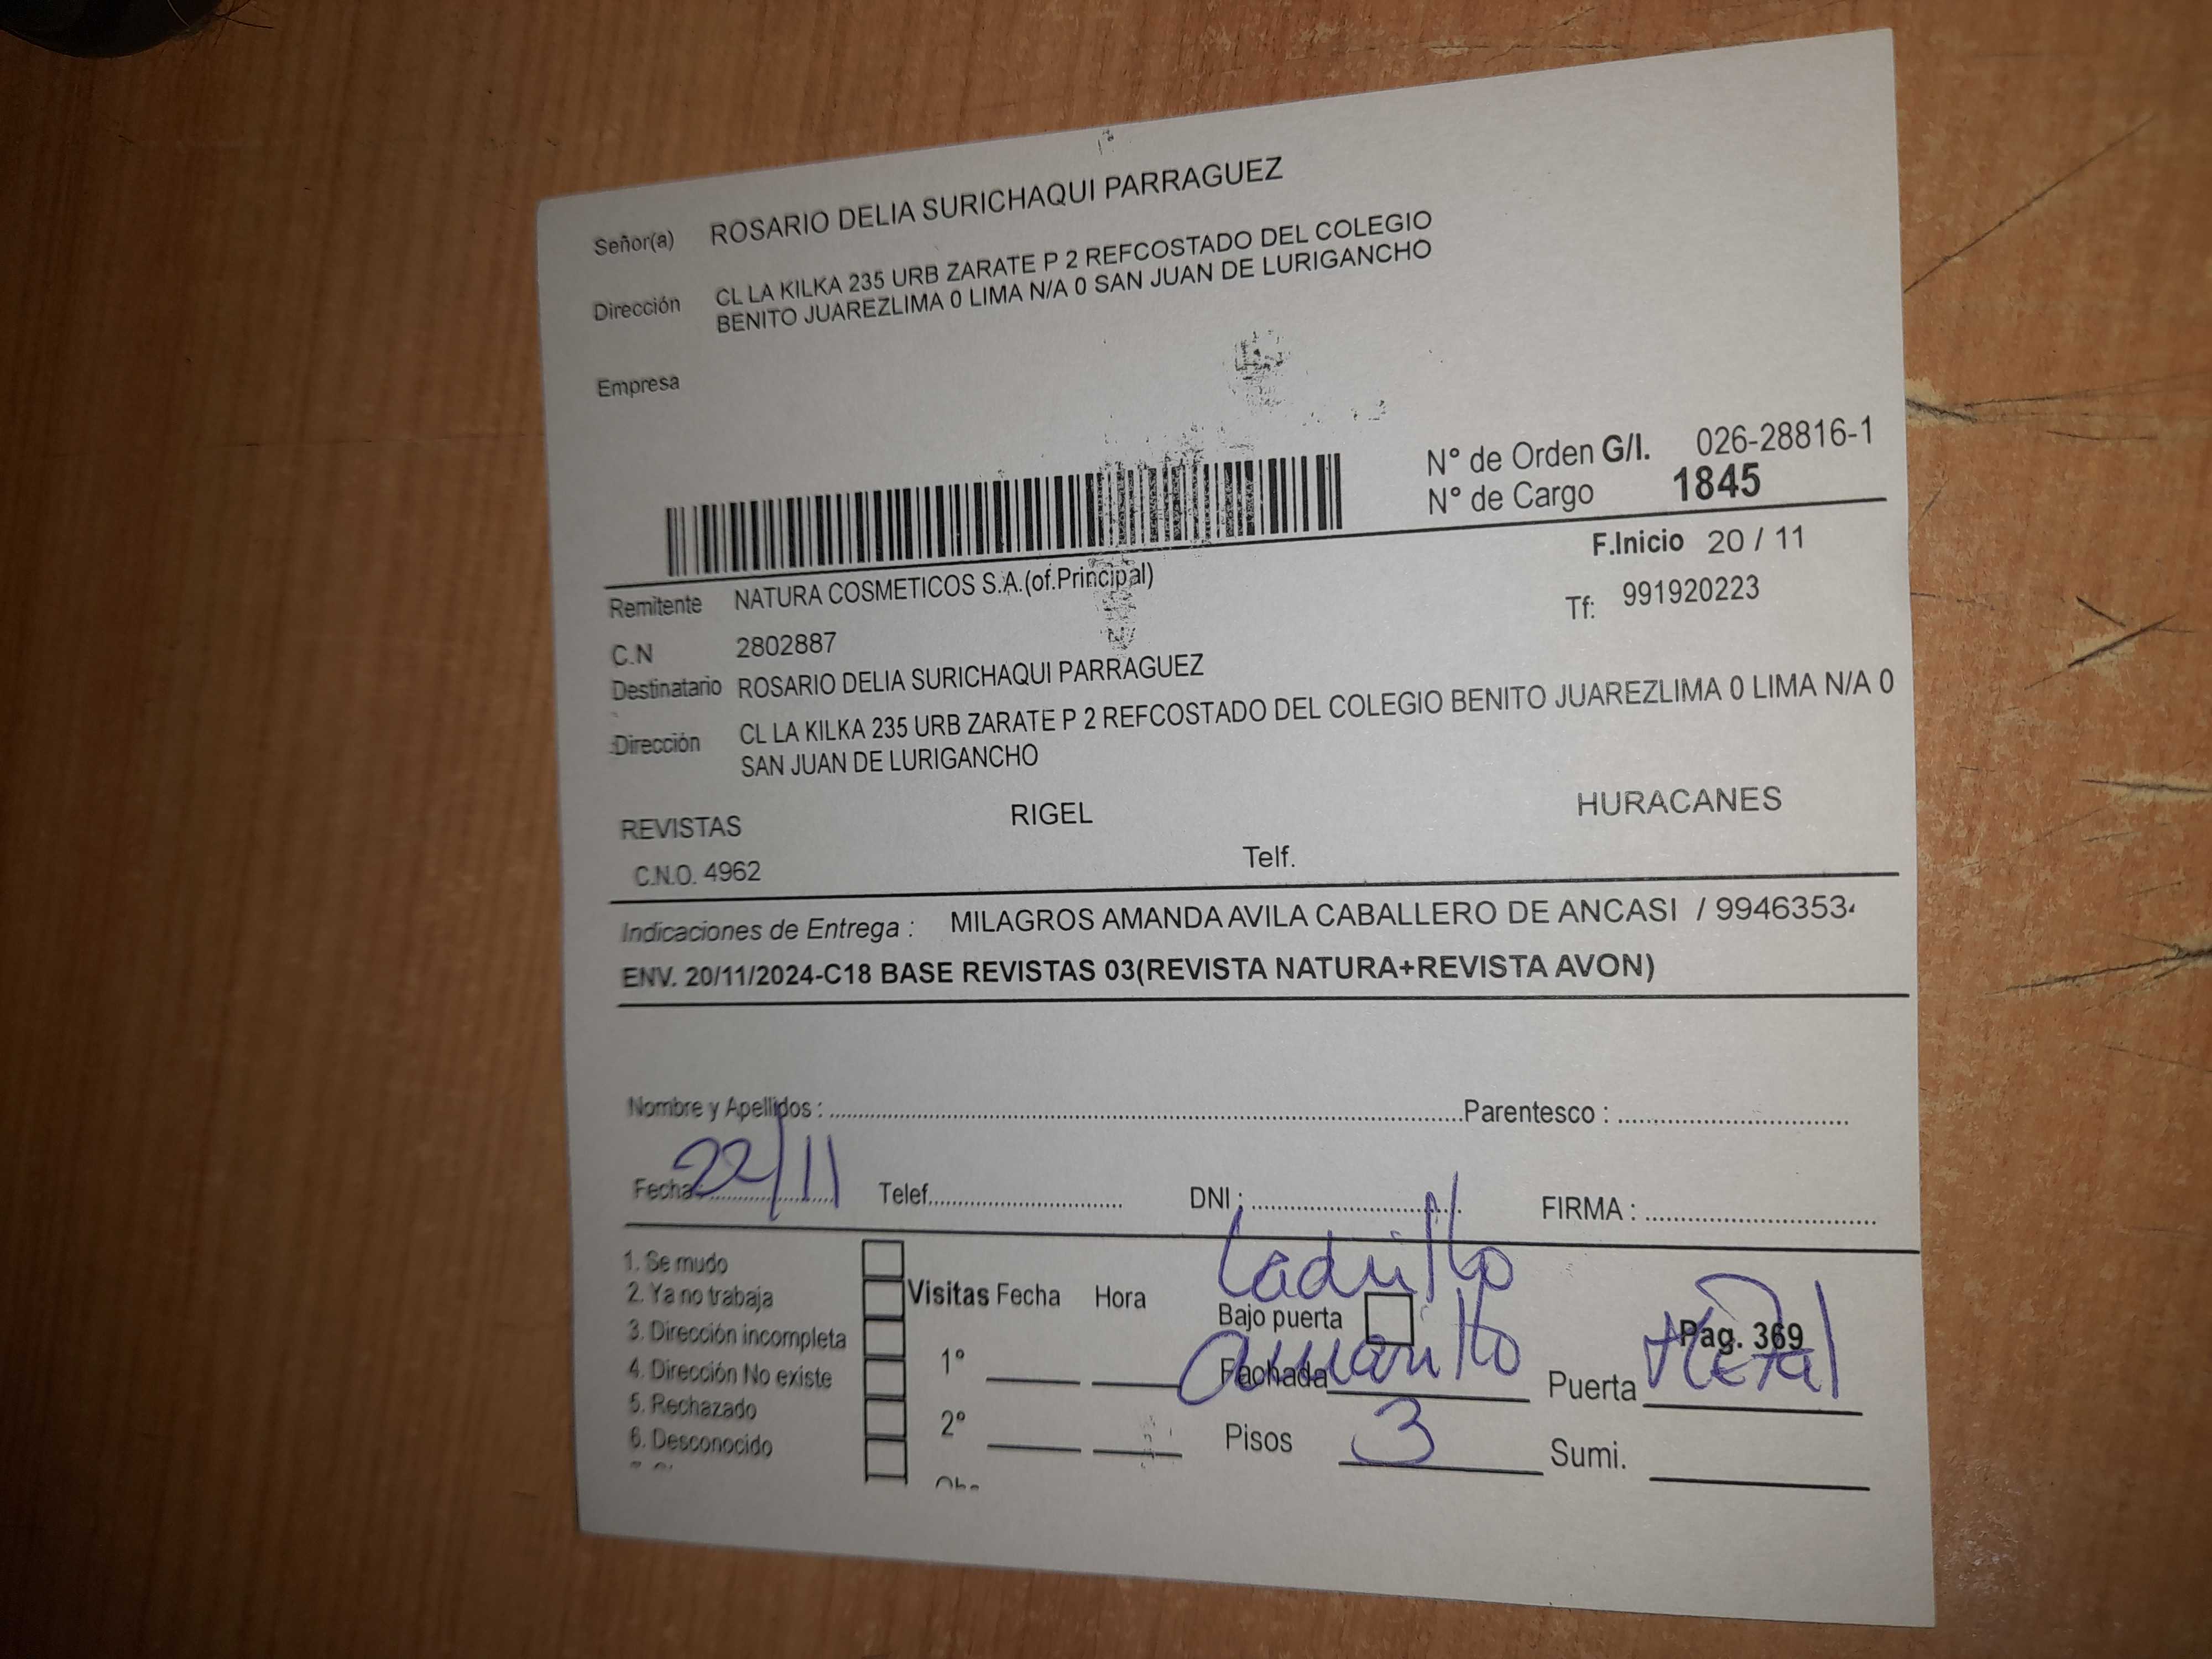 Señor(a) ROSARIO DELIA SURICHAQUI PARRAGUEZ
Dirección CL LA KILKA 235 URB ZARATE P 2 REFCOSTADO DEL COLEGIO
BENITO JUAREZLIMA 0 LIMA N/A 0 SAN JUAN DE LURIGANCHO
Empresa
N° de Orden G/I. 026-28816-1
N° de Cargo 1845
F.Inicio 20 / 11
Remitente NATURA COSMETICOS S.A.(of.Principal)
Tf: 991920223
C.N 2802887
Destinatario ROSARIO DELIA SURICHAQUI PARRAGUEZ
Dirección CL LA KILKA 235 URB ZARATE P 2 REFCOSTADO DEL COLEGIO BENITO JUAREZLIMA 0 LIMA N/A 0
SAN JUAN DE LURIGANCHO
REVISTAS RIGEL HURACANES
C.N.O. 4962 Telf.
Indicaciones de Entrega : MILAGROS AMANDA AVILA CABALLERO DE ANCASI / 9946353
ENV. 20/11/2024-C18 BASE REVISTAS 03(REVISTA NATURA+REVISTA AVON)
Nombre y Apellidos : Parentesco :
Fecha: 22/11 Telef. DNI : FIRMA :
Ladrillo
1. Se mudo
2. Ya no trabaja
3. Dirección incompleta
4. Dirección No existe
5. Rechazado
6. Desconocido
Visitas Fecha Hora
1°
2°
Bajo puerta
Pag. 369
Fachada amarillo Puerta Metal
Pisos 3 Sumi.